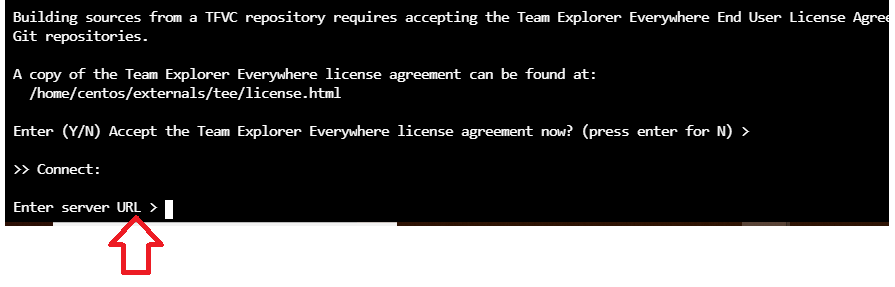 Building sources from a TFVC repository requires accepting the Team Explorer Everywhere End User License Agree
Git repositories.
A copy of the Team Explorer Everywhere license agreement can be found at:
/home/centos/externals/tee/license.html
Enter (Y/N) Accept the Team Explorer Everywhere license agreement now? (press enter for N) >
>> Connect:
Enter server URL >